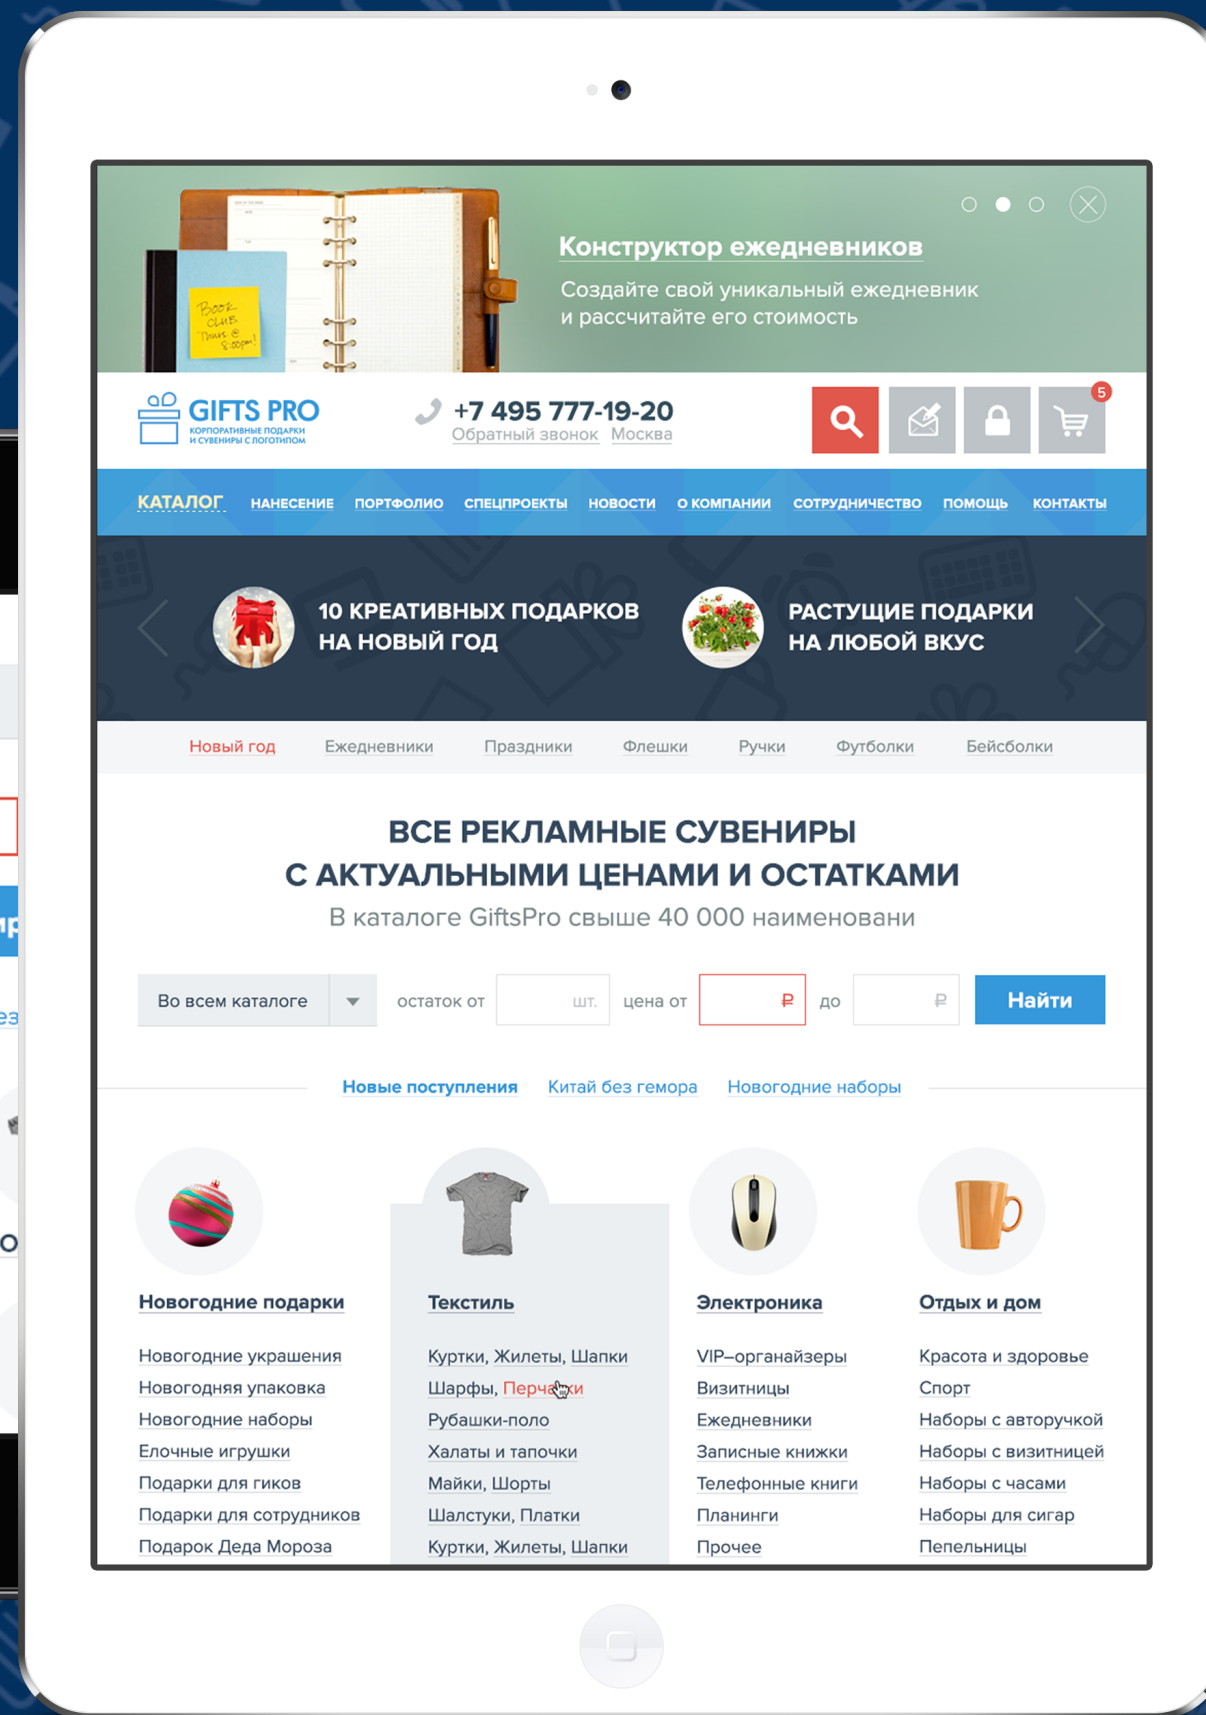 Конструктор ежедневников
Создайте свой уникальный ежедневник
и рассчитайте его стоимость
Book
Club
Thurs @
8:00pm!
GIFTS PRO
КОРПОРАТИВНЫЕ ПОДАРКИ
И СУВЕНИРЫ С ЛОГОТИПОМ
+7 495 777-19-20
Обратный звонок Москва
5
КАТАЛОГ НАНЕСЕНИЕ ПОРТФОЛИО СПЕЦПРОЕКТЫ НОВОСТИ О КОМПАНИИ СОТРУДНИЧЕСТВО ПОМОЩЬ КОНТАКТЫ
10 КРЕАТИВНЫХ ПОДАРКОВ
НА НОВЫЙ ГОД
РАСТУЩИЕ ПОДАРКИ
НА ЛЮБОЙ ВКУС
Новый год Ежедневники Праздники Флешки Ручки Футболки Бейсболки
ВСЕ РЕКЛАМНЫЕ СУВЕНИРЫ
С АКТУАЛЬНЫМИ ЦЕНАМИ И ОСТАТКАМИ
В каталоге GiftsPro свыше 40 000 наименовани
Во всем каталоге остаток от шт. цена от ₽ до ₽ Найти
Новые поступления Китай без гемора Новогодние наборы
Новогодние подарки
Новогодние украшения
Новогодняя упаковка
Новогодние наборы
Елочные игрушки
Подарки для гиков
Подарки для сотрудников
Подарок Деда Мороза
Текстиль
Куртки, Жилеты, Шапки
Шарфы, Перчатки
Рубашки-поло
Халаты и тапочки
Майки, Шорты
Шалстуки, Платки
Куртки, Жилеты, Шапки
Электроника
VIP–органайзеры
Визитницы
Ежедневники
Записные книжки
Телефонные книги
Планинги
Прочее
Отдых и дом
Красота и здоровье
Спорт
Наборы с авторучкой
Наборы с визитницей
Наборы с часами
Наборы для сигар
Пепельницы